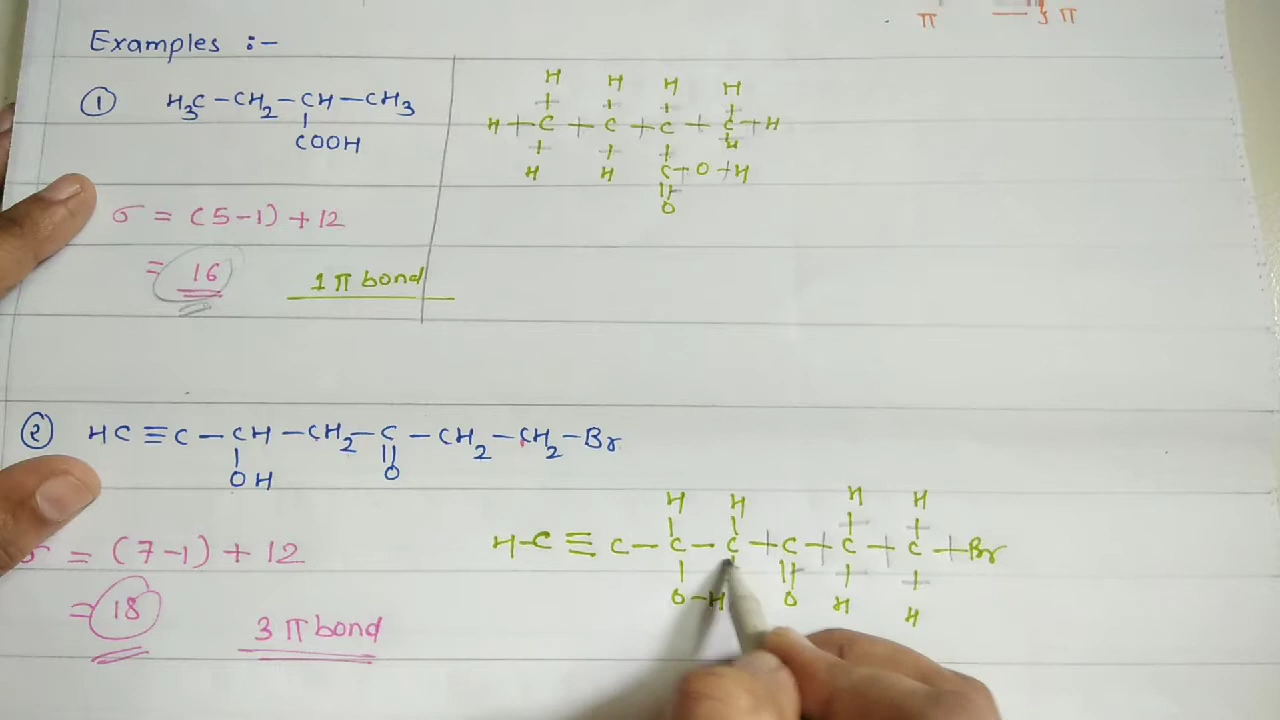 π — } π
Examples :-
① H₃C – CH₂ – CH – CH₃
COOH
σ = (5-1) + 12
= 16
1 π bond
H H H H
H C C C C H
H H H
C O H
O
② HC ≡ C – CH – CH₂ – C – CH₂ – CH₂ – Br
OH O
σ = (7-1) + 12
= 18
3 π bond
H H H H
H – C ≡ C – C – C – C – C – C – Br
O – H O H H